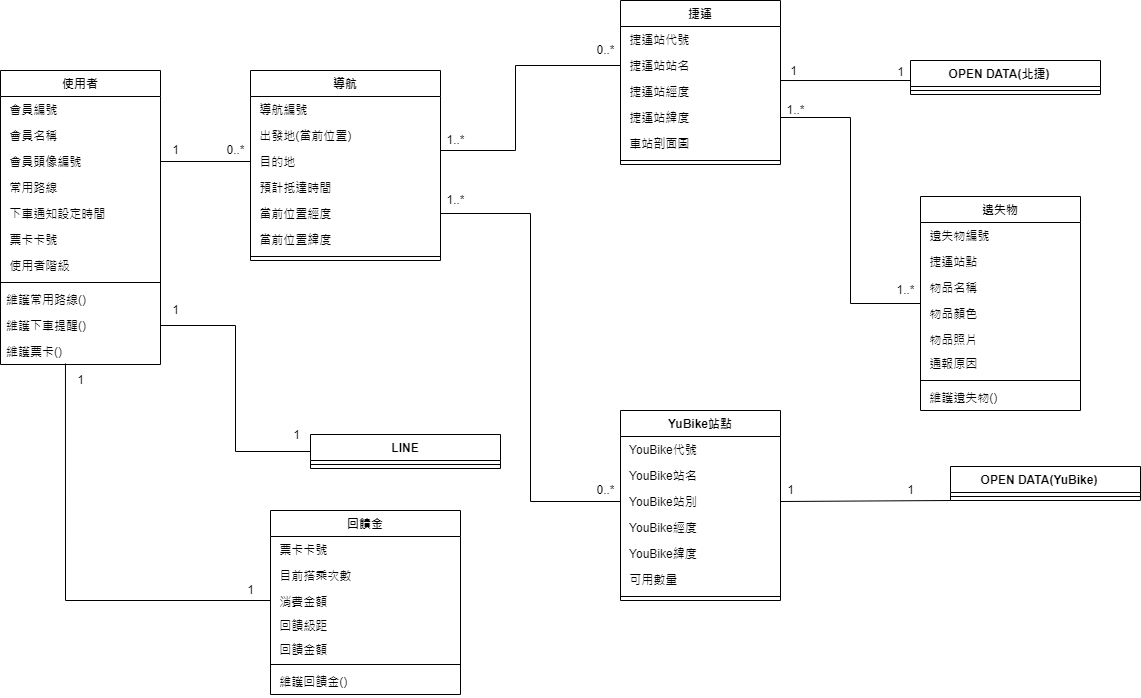 使用者
會員編號
會員名稱
會員頭像編號
常用路線
下車通知設定時間
票卡卡號
使用者階級
維護常用路線()
維護下車提醒()
維護票卡()
1
0..*
導航
導航編號
出發地(當前位置)
目的地
預計抵達時間
當前位置經度
當前位置緯度
1..*
0..*
1..*
0..*
捷運
捷運站代號
捷運站站名
捷運站經度
捷運站緯度
車站剖面圖
1
1
OPEN DATA(北捷)
1..*
1..*
遺失物
遺失物編號
捷運站點
物品名稱
物品顏色
物品照片
通報原因
維護遺失物()
1
1
LINE
1
1
回饋金
票卡卡號
目前搭乘次數
消費金額
回饋級距
回饋金額
維護回饋金()
YuBike站點
YouBike代號
YouBike站名
YouBike站別
YouBike經度
YouBike緯度
可用數量
1
1
OPEN DATA(YuBike)